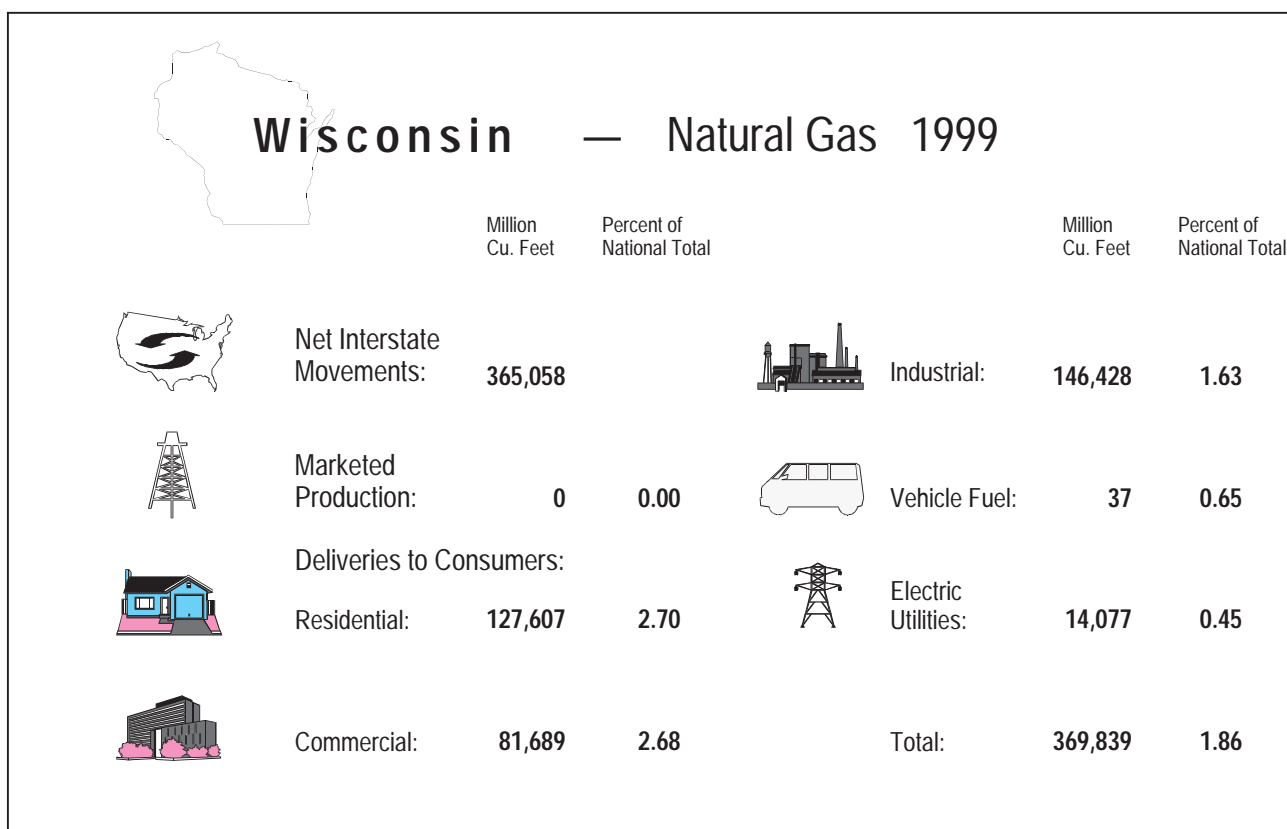 Wisconsin — Natural Gas 1999
Million Cu. Feet
Percent of National Total
Million Cu. Feet
Percent of National Total
Net Interstate
Movements: 365,058
Marketed
Production: 0 0.00
Deliveries to Consumers:
Residential: 127,607 2.70
Commercial: 81,689 2.68
Industrial: 146,428 1.63
Vehicle Fuel: 37 0.65
Electric
Utilities: 14,077 0.45
Total: 369,839 1.86